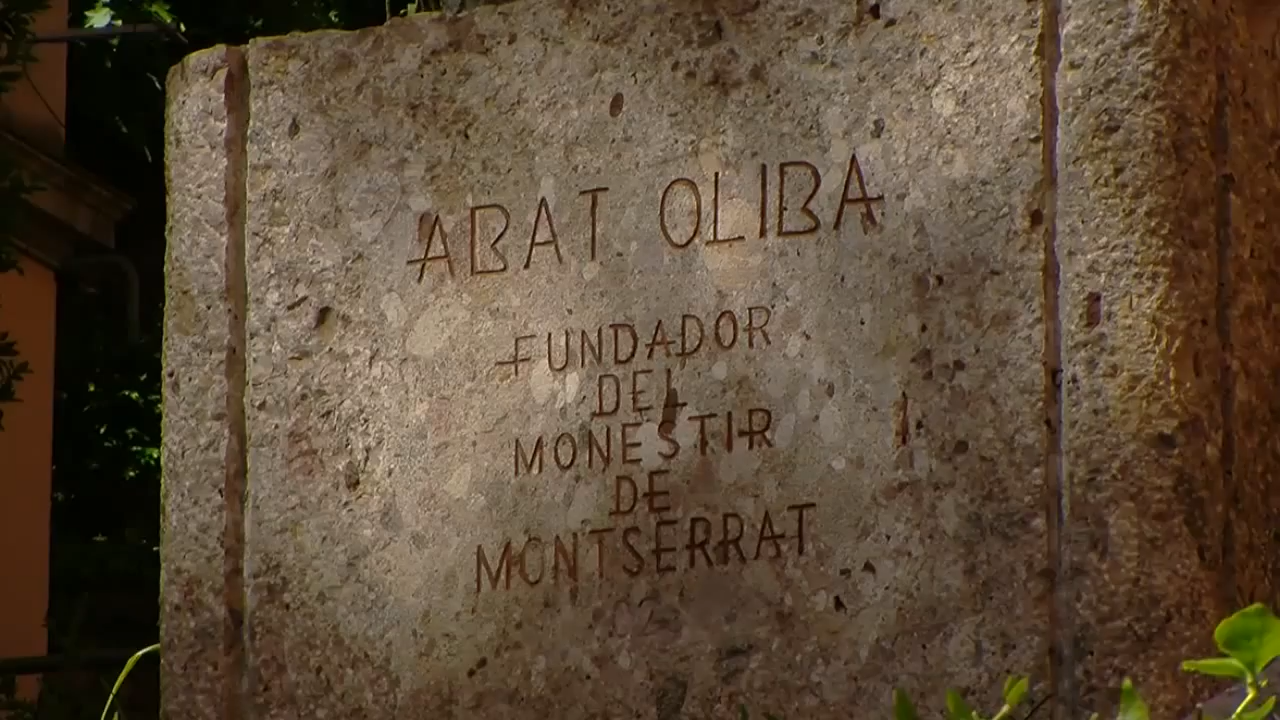 ABAT OLIBA
FUNDADOR
DEL
MONESTIR
DE
MONTSERRAT